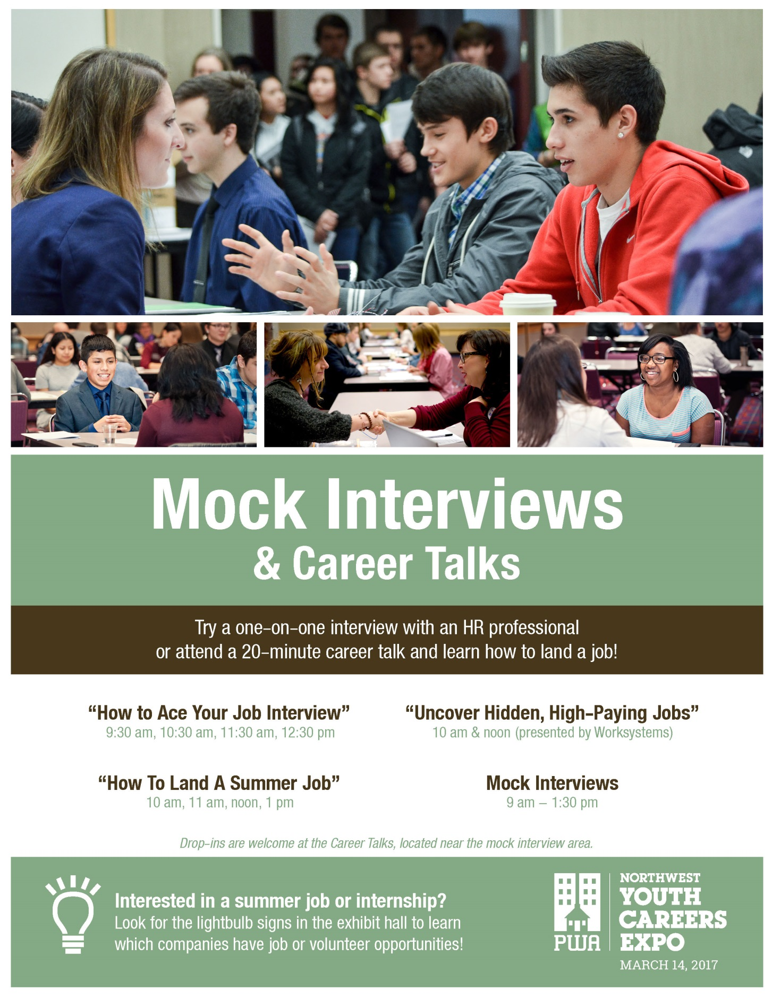 Mock Interviews
& Career Talks
Try a one-on-one interview with an HR professional
or attend a 20-minute career talk and learn how to land a job!
“How to Ace Your Job Interview”
9:30 am, 10:30 am, 11:30 am, 12:30 pm
“Uncover Hidden, High-Paying Jobs”
10 am & noon (presented by Worksystems)
“How To Land A Summer Job”
10 am, 11 am, noon, 1 pm
Mock Interviews
9 am – 1:30 pm
Drop-ins are welcome at the Career Talks, located near the mock interview area.
Interested in a summer job or internship?
Look for the lightbulb signs in the exhibit hall to learn
which companies have job or volunteer opportunities!
PWA
NORTHWEST
YOUTH
CAREERS
EXPO
MARCH 14, 2017